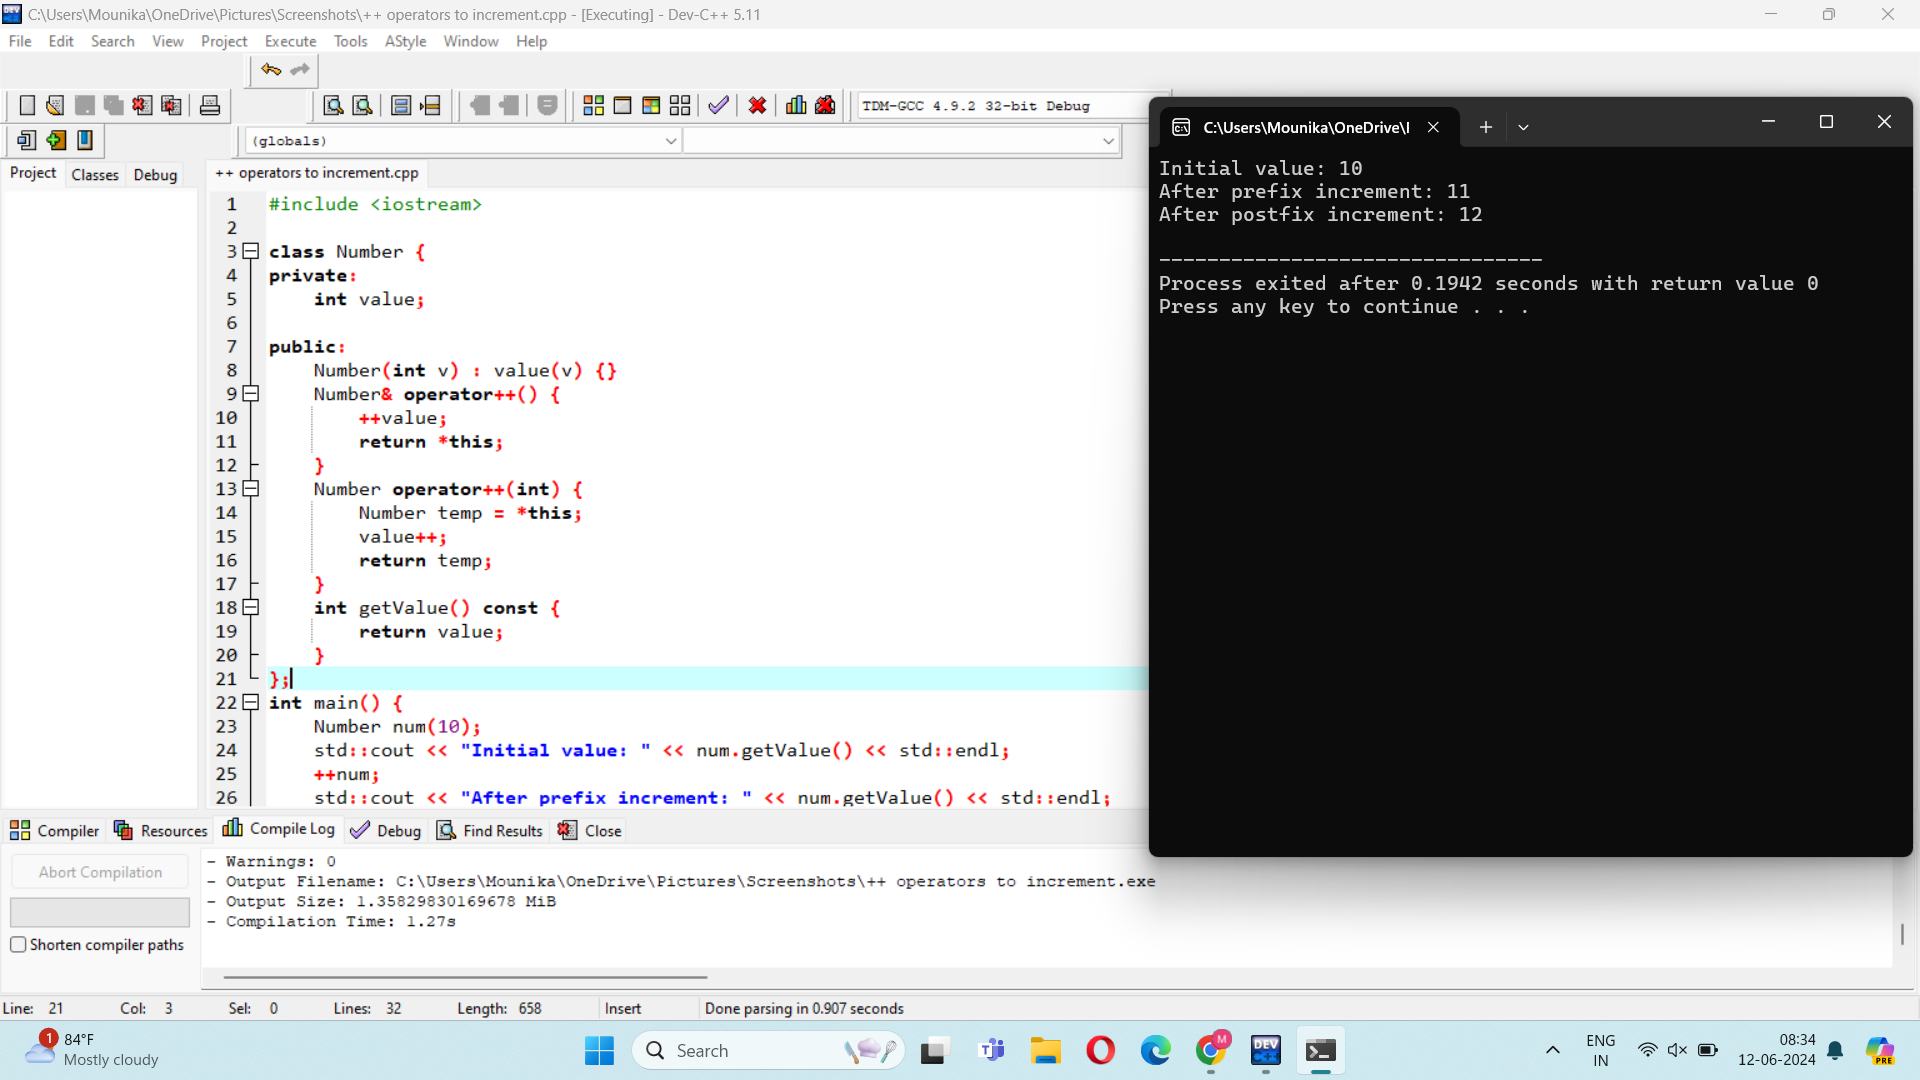 C:\Users\Mounika\OneDrive\Pictures\Screenshots\++ operators to increment.cpp - [Executing] - Dev-C++ 5.11
File Edit Search View Project Execute Tools AStyle Window Help
TDM-GCC 4.9.2 32-bit Debug
(globals)
Project Classes Debug
++ operators to increment.cpp
1 #include <iostream>
2
3 class Number {
4 private:
5 int value;
6
7 public:
8 Number(int v) : value(v) {}
9 Number& operator++() {
10 ++value;
11 return *this;
12 }
13 Number operator++(int) {
14 Number temp = *this;
15 value++;
16 return temp;
17 }
18 int getValue() const {
19 return value;
20 }
21 };
22 int main() {
23 Number num(10);
24 std::cout << "Initial value: " << num.getValue() << std::endl;
25 ++num;
26 std::cout << "After prefix increment: " << num.getValue() << std::endl;
C:\Users\Mounika\OneDrive\
Initial value: 10
After prefix increment: 11
After postfix increment: 12
--------------------------------
Process exited after 0.1942 seconds with return value 0
Press any key to continue . . .
Compiler Resources Compile Log Debug Find Results Close
Abort Compilation
Shorten compiler paths
- Warnings: 0
- Output Filename: C:\Users\Mounika\OneDrive\Pictures\Screenshots\++ operators to increment.exe
- Output Size: 1.35829830169678 MiB
- Compilation Time: 1.27s
Line: 21 Col: 3 Sel: 0 Lines: 32 Length: 658 Insert Done parsing in 0.907 seconds
1
84°F
Mostly cloudy
Search
M
DEV
C++
ENG
IN
08:34
12-06-2024
PRE